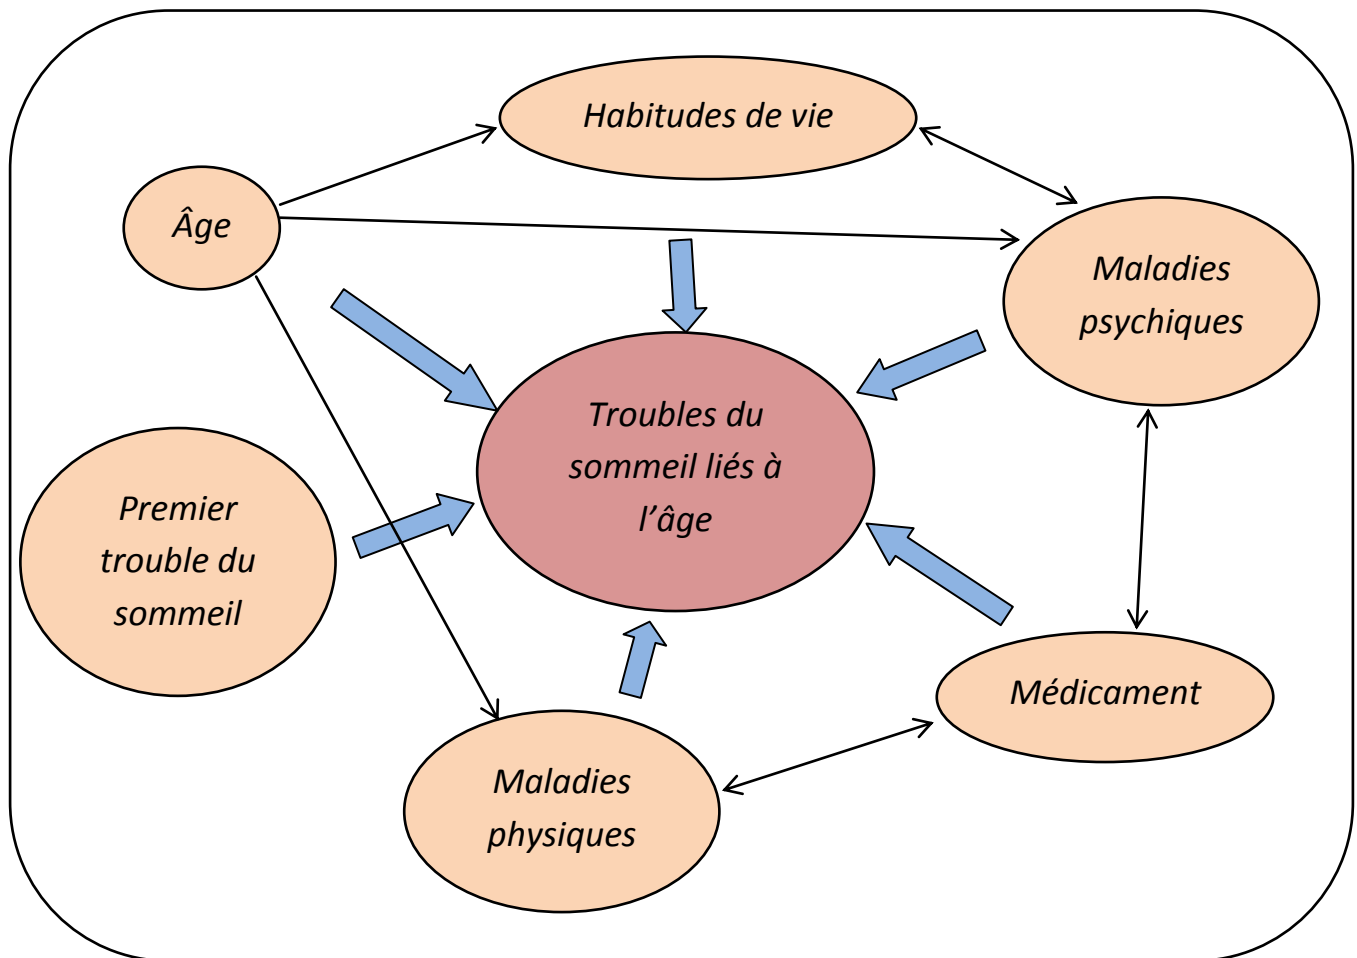 Habitudes de vie
Âge
Maladies
psychiques
Troubles du
sommeil liés à
l’âge
Premier
trouble du
sommeil
Médicament
Maladies
physiques